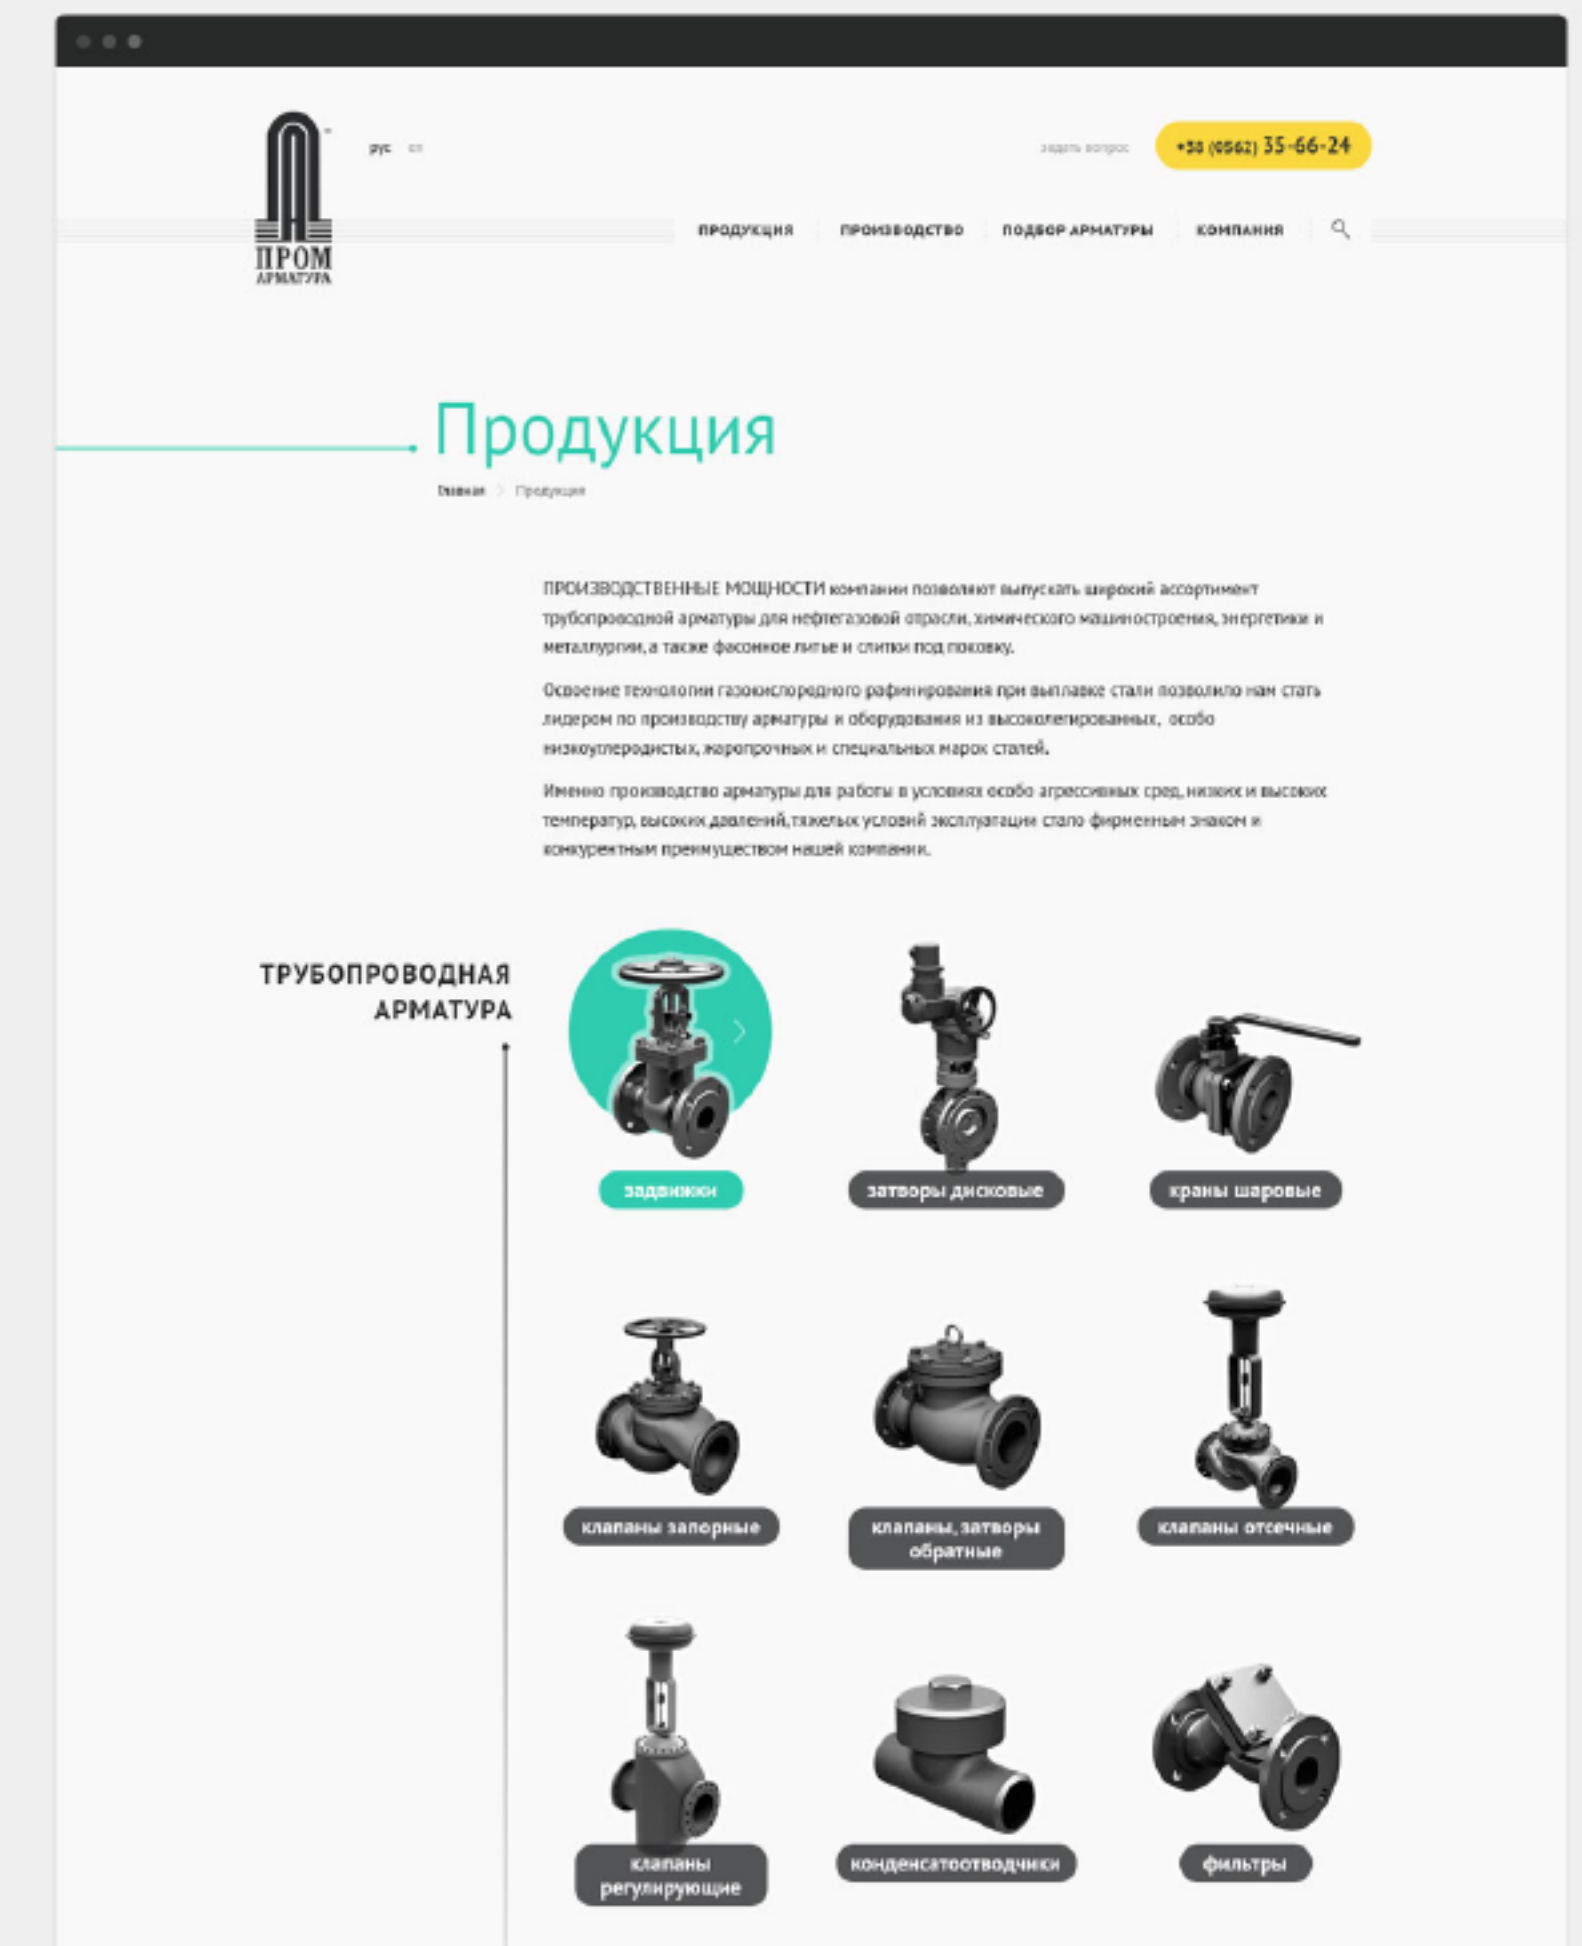 ПРОМ
АРМАТУРА
рус en
задать вопрос
+38 (0562) 35-66-24
ПРОДУКЦИЯ ПРОИЗВОДСТВО ПОДБОР АРМАТУРЫ КОМПАНИЯ
Продукция
Главная > Продукция
ПРОИЗВОДСТВЕННЫЕ МОЩНОСТИ компании позволяют выпускать широкий ассортимент
трубопроводной арматуры для нефтегазовой отрасли, химического машиностроения, энергетики и
металлургии, а также фасонное литье и слитки под поковку.
Освоение технологии газокислородного рафинирования при выплавке стали позволило нам стать
лидером по производству арматуры и оборудования из высоколегированных, особо
низкоуглеродистых, жаропрочных и специальных марок сталей.
Именно производство арматуры для работы в условиях особо агрессивных сред, низких и высоких
температур, высоких давлений, тяжелых условий эксплуатации стало фирменным знаком и
конкурентным преимуществом нашей компании.
ТРУБОПРОВОДНАЯ
АРМАТУРА
задвижки
затворы дисковые
краны шаровые
клапаны запорные
клапаны, затворы
обратные
клапаны отсечные
клапаны
регулирующие
конденсатоотводчики
фильтры